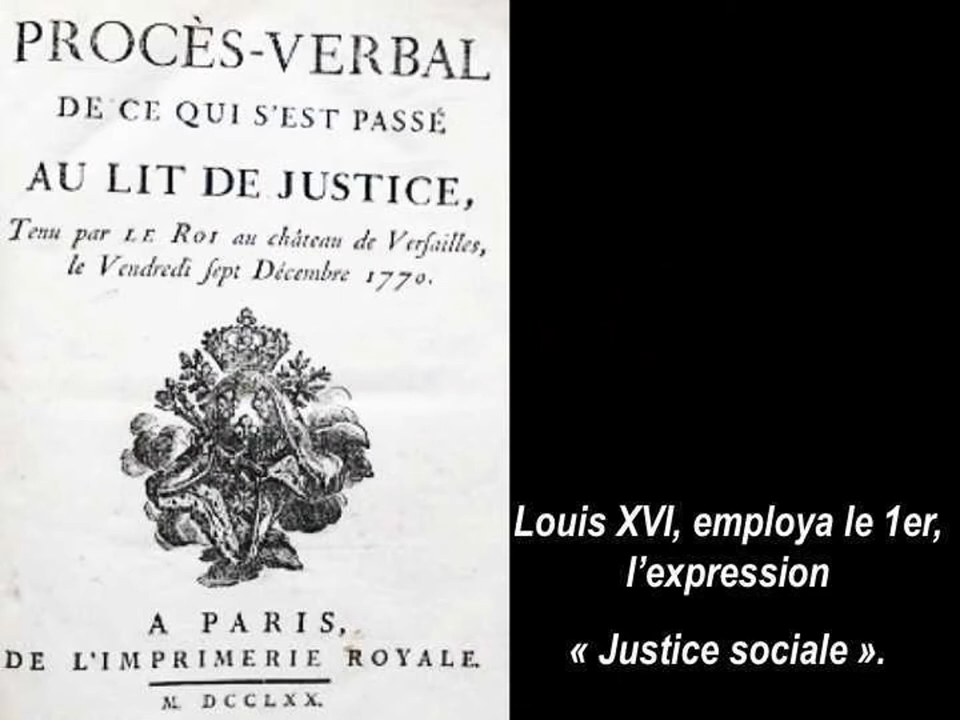 PROCÈS-VERBAL
DE CE QUI S'EST PASSÉ
AU LIT DE JUSTICE,
Tenu par LE ROI au château de Verſailles,
le Vendredi ſept Décembre 1770.
A PARIS,
DE L'IMPRIMERIE ROYALE.
M. DCCLXX.
Louis XVI, employa le 1er,
l’expression
« Justice sociale ».